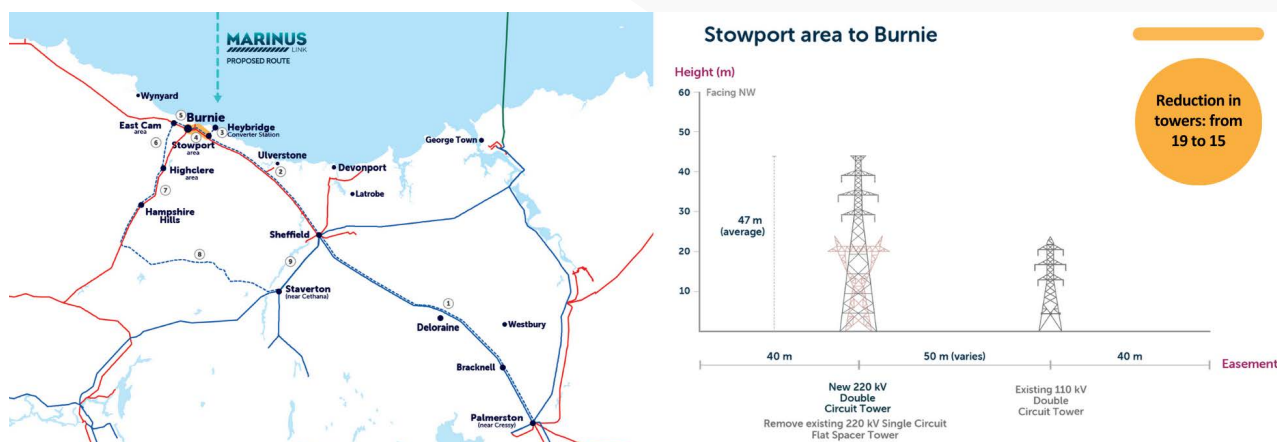 MARINUS
LINK
PROPOSED ROUTE
Wynyard
5
Burnie
East Cam
area
4
3
Heybridge
Converter Station
Stowport
area
6
Highclere
area
7
Hampshire
Hills
Ulverstone
2
Devonport
Latrobe
George Town
Sheffield
8
9
Staverton
(near Cethana)
1
Deloraine
Westbury
Bracknell
Palmerston
(near Cressy)
Stowport area to Burnie
Height (m)
Facing NW
60
50
40
30
20
10
47 m
(average)
Reduction in
towers: from
19 to 15
40 m
50 m (varies)
40 m
Easement
New 220 kV
Double
Circuit Tower
Remove existing 220 kV Single Circuit
Flat Spacer Tower
Existing 110 kV
Double
Circuit Tower